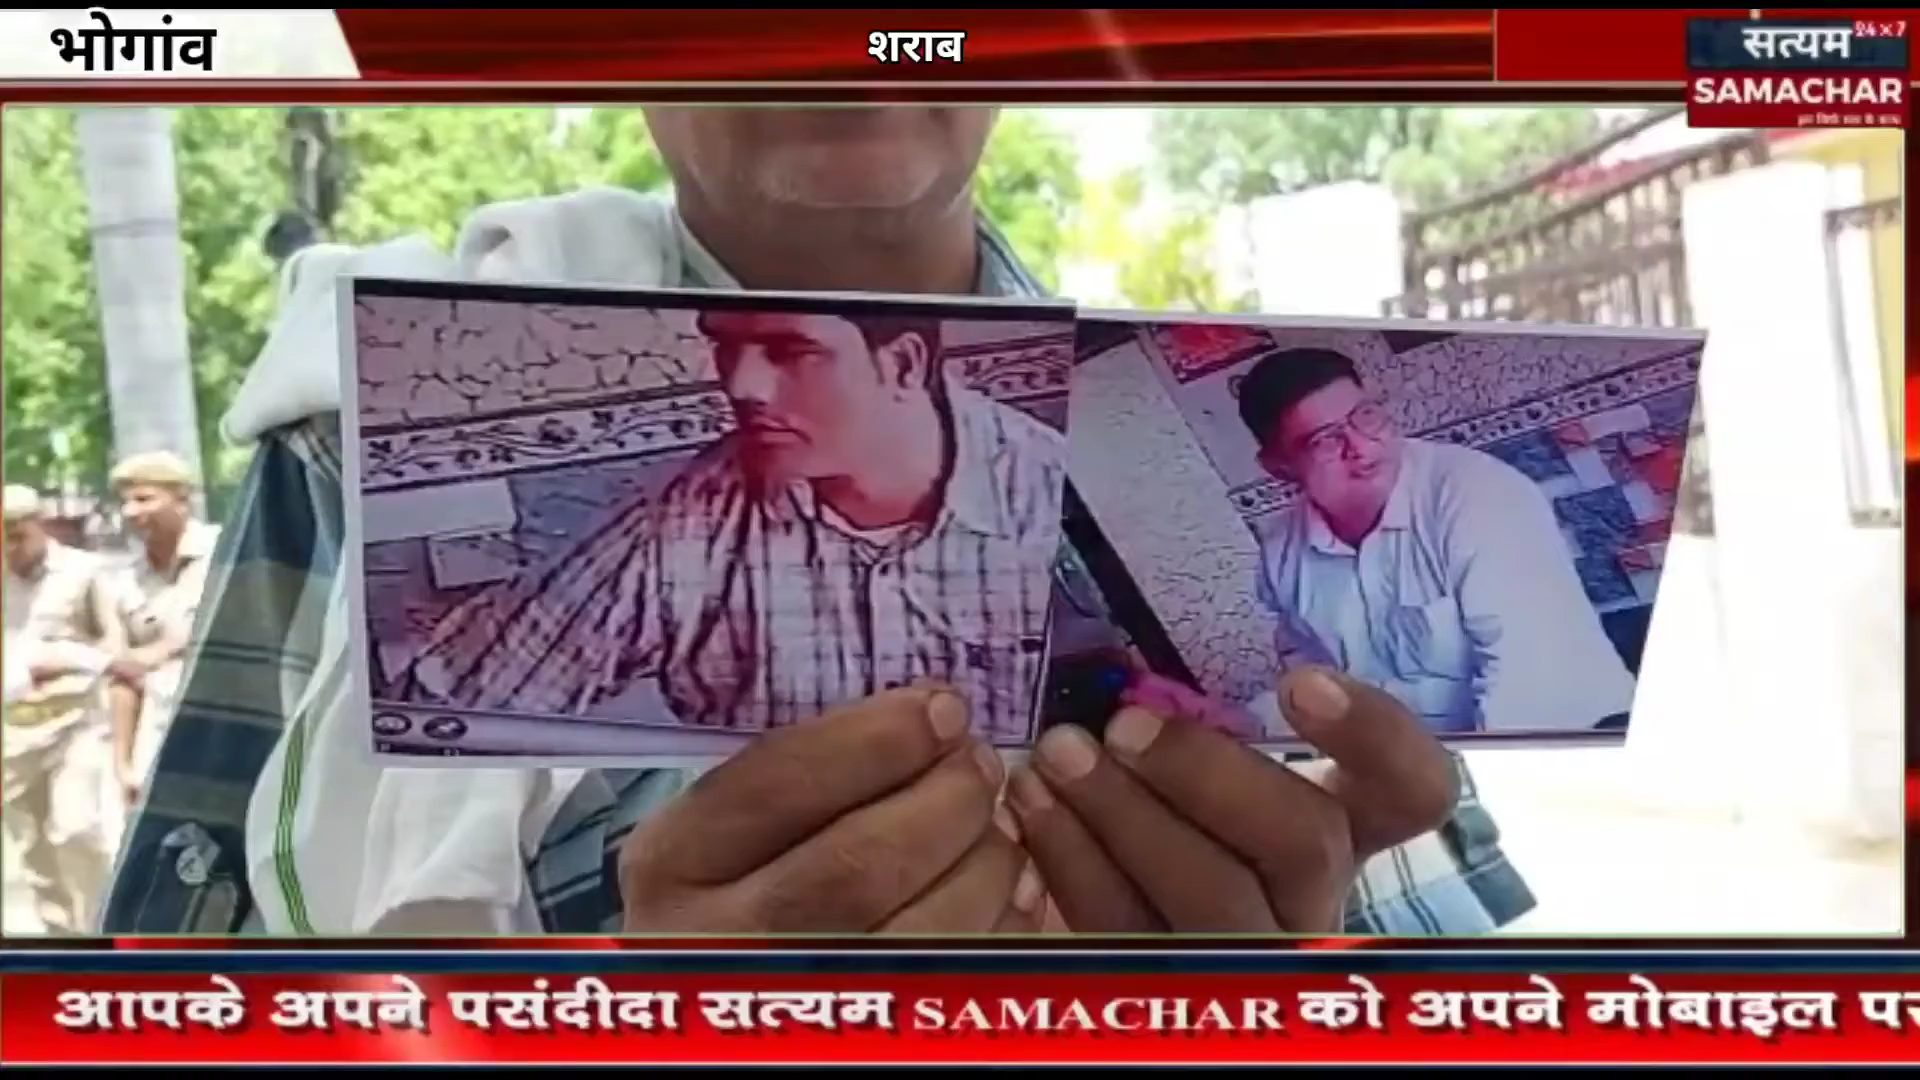 भोगांव
शराब
सत्यम 24×7
SAMACHAR
आपके अपने पसंदीदा सत्यम SAMACHAR को अपने मोबाइल पर